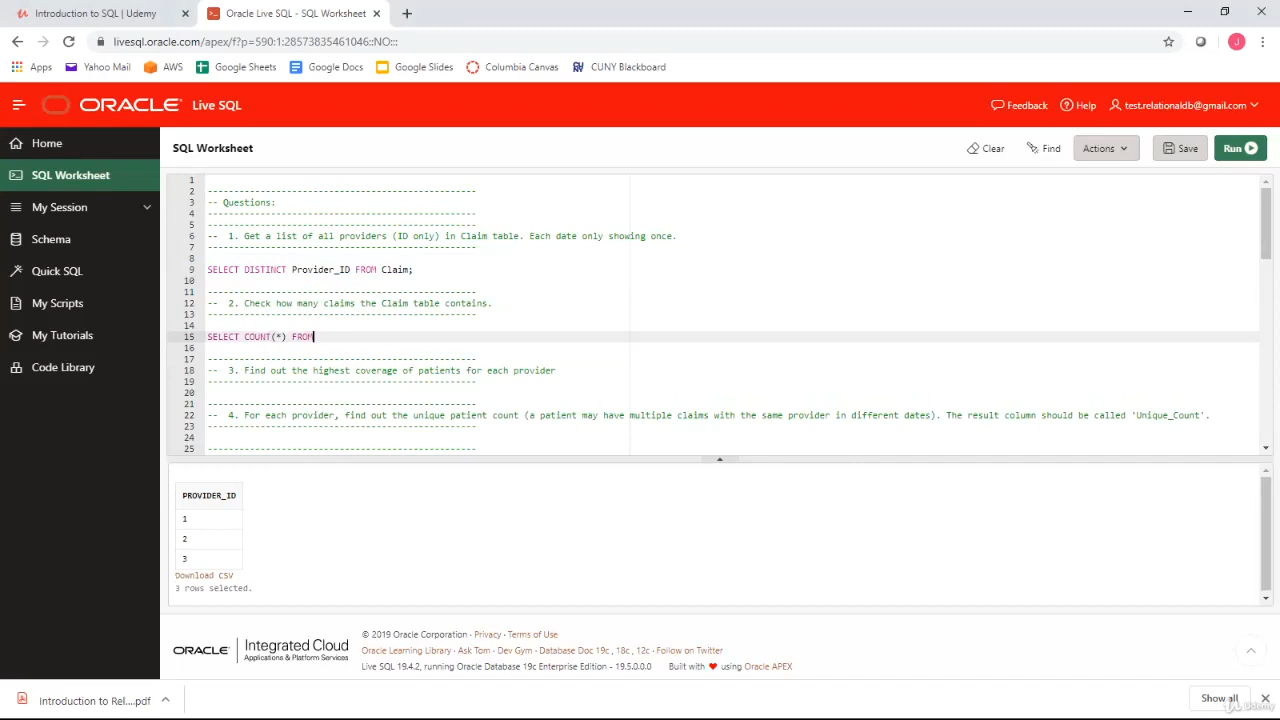 Introduction to SQL | Udemy
Oracle Live SQL - SQL Worksheet
livesql.oracle.com/apex/f?p=590:1:28573835461046::NO:::
Apps
Yahoo Mail
AWS
Google Sheets
Google Docs
Google Slides
Columbia Canvas
CUNY Blackboard
ORACLE Live SQL
Feedback
Help
test.relationaldb@gmail.com
Home
SQL Worksheet
My Session
Schema
Quick SQL
My Scripts
My Tutorials
Code Library
SQL Worksheet
Clear
Find
Actions
Save
Run
1
2 --------------------------------------------------
3 -- Questions:
4 --------------------------------------------------
5 --------------------------------------------------
6 -- 1. Get a list of all providers (ID only) in Claim table. Each date only showing once.
7 --------------------------------------------------
8
9 SELECT DISTINCT Provider_ID FROM Claim;
10
11 --------------------------------------------------
12 -- 2. Check how many claims the Claim table contains.
13 --------------------------------------------------
14
15 SELECT COUNT(*) FROM
16
17 --------------------------------------------------
18 -- 3. Find out the highest coverage of patients for each provider
19 --------------------------------------------------
20
21 --------------------------------------------------
22 -- 4. For each provider, find out the unique patient count (a patient may have multiple claims with the same provider in different dates). The result column should be called 'Unique_Count'.
23 --------------------------------------------------
24
25 --------------------------------------------------
PROVIDER_ID
1
2
3
Download CSV
3 rows selected.
ORACLE
Integrated Cloud
Applications & Platform Services
© 2019 Oracle Corporation · Privacy · Terms of Use
Oracle Learning Library · Ask Tom · Dev Gym · Database Doc 19c, 18c, 12c · Follow on Twitter
Live SQL 19.4.2, running Oracle Database 19c Enterprise Edition - 19.5.0.0.0 Built with ♥ using Oracle APEX
Introduction to Rel....pdf
Show all
Udemy